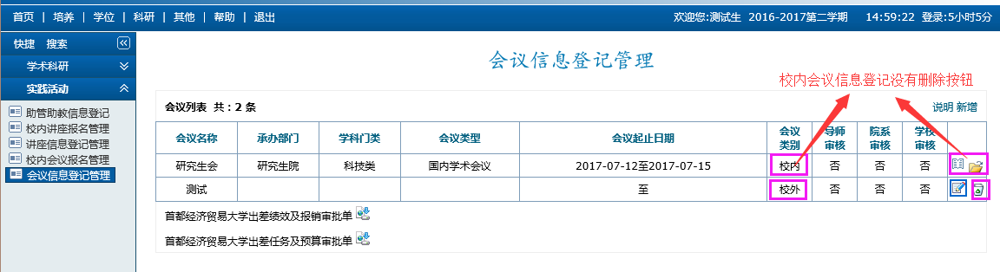 首页 | 培养 | 学位 | 科研 | 其他 | 帮助 | 退出 欢迎您:测试生 2016-2017第二学期 14:59:22 登录:5小时5分
快捷 搜索
学术科研
实践活动
助管助教信息登记
校内讲座报名管理
讲座信息登记管理
校内会议报名管理
会议信息登记管理
会议信息登记管理
校内会议信息登记没有删除按钮
会议列表 共：2 条 说明 新增
会议名称 承办部门 学科门类 会议类型 会议起止日期 会议类别 导师审核 院系审核 学校审核
研究生会 研究生院 科技类 国内学术会议 2017-07-12至2017-07-15 校内 否 否 否
测试 至 校外 否 否 否
首都经济贸易大学出差绩效及报销审批单
首都经济贸易大学出差任务及预算审批单